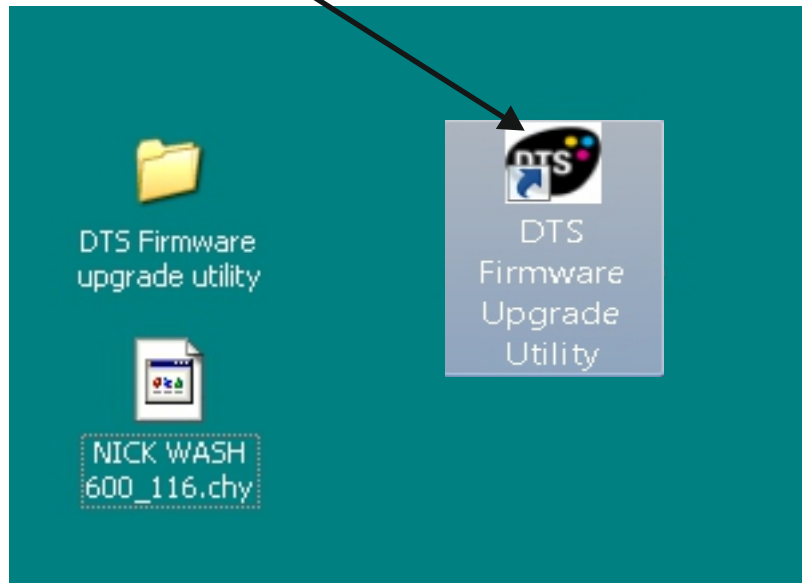 DTS Firmware
upgrade utility
NICK WASH
600_116.chy
DTS
DTS
Firmware
Upgrade
Utility